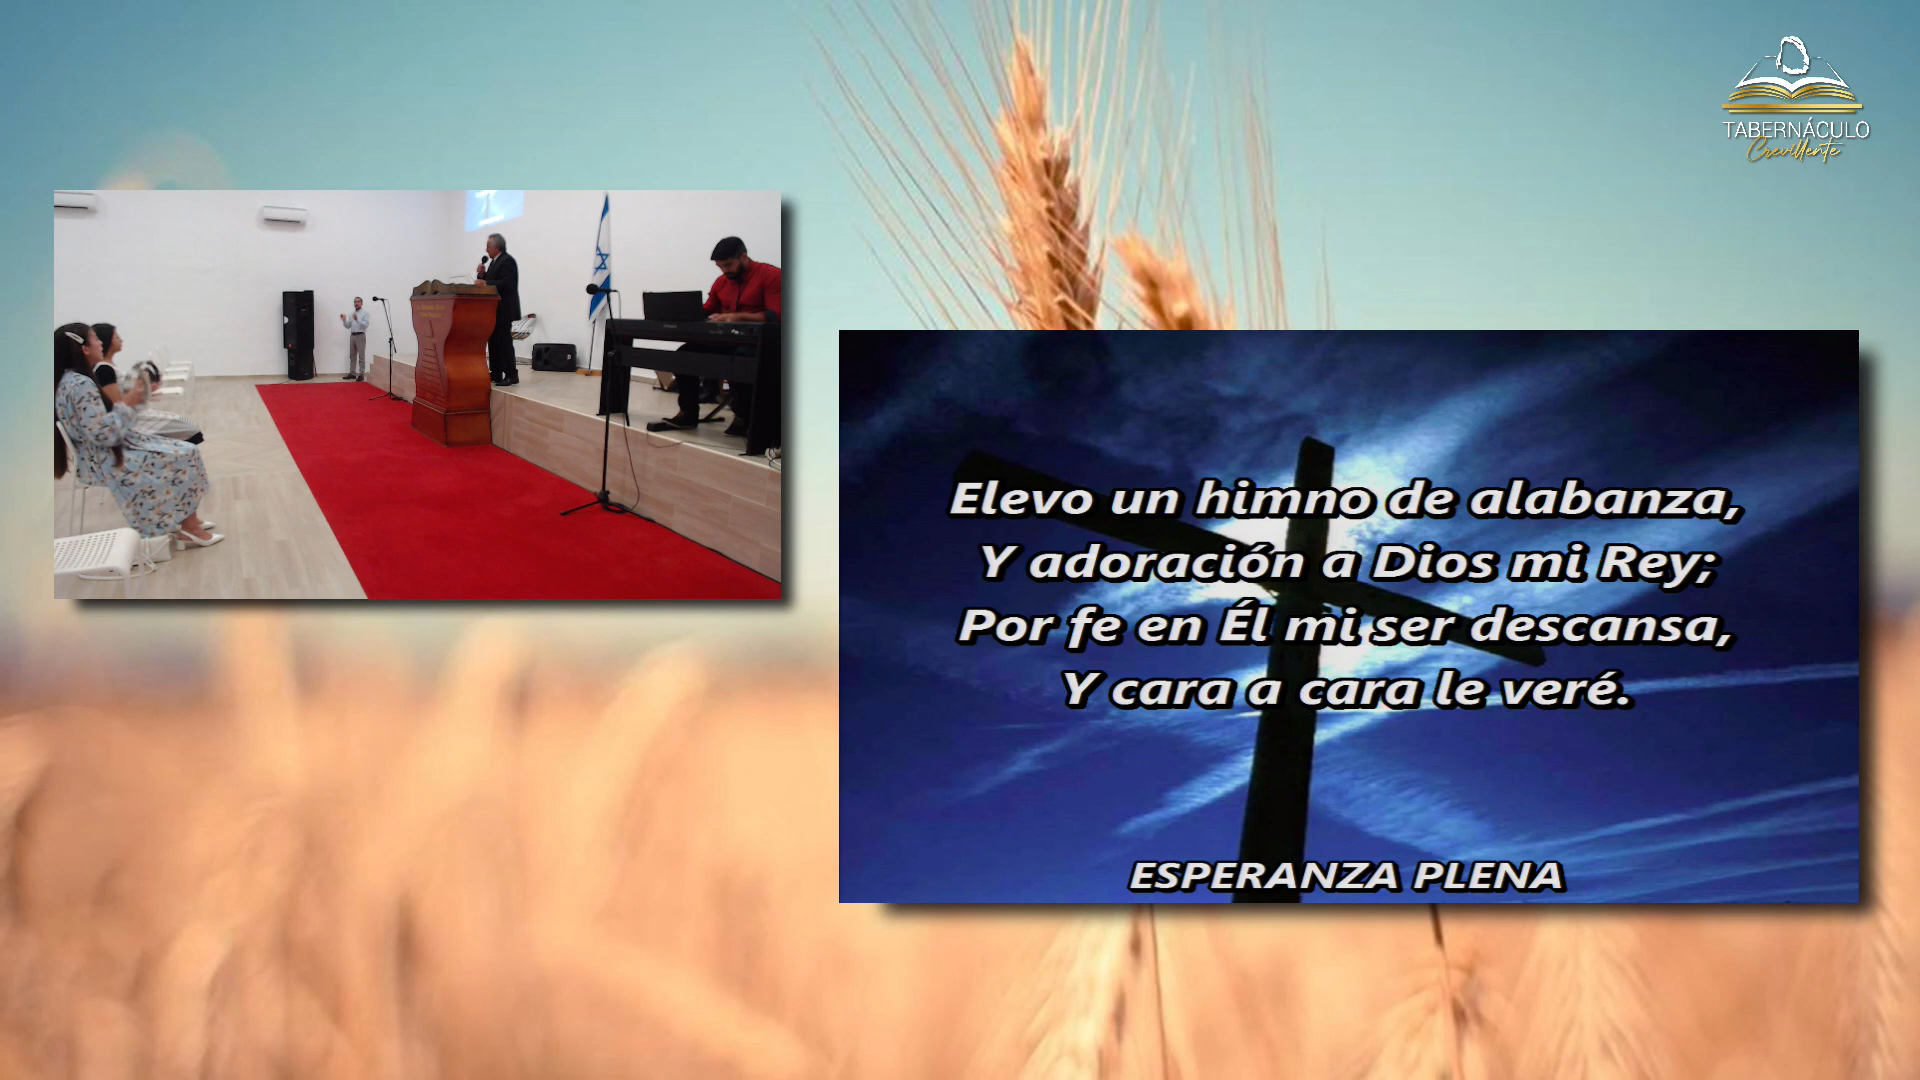 TABERNÁCULO
Crevillente
Elevo un himno de alabanza,
Y adoración a Dios mi Rey;
Por fe en Él mi ser descansa,
Y cara a cara le veré.
ESPERANZA PLENA